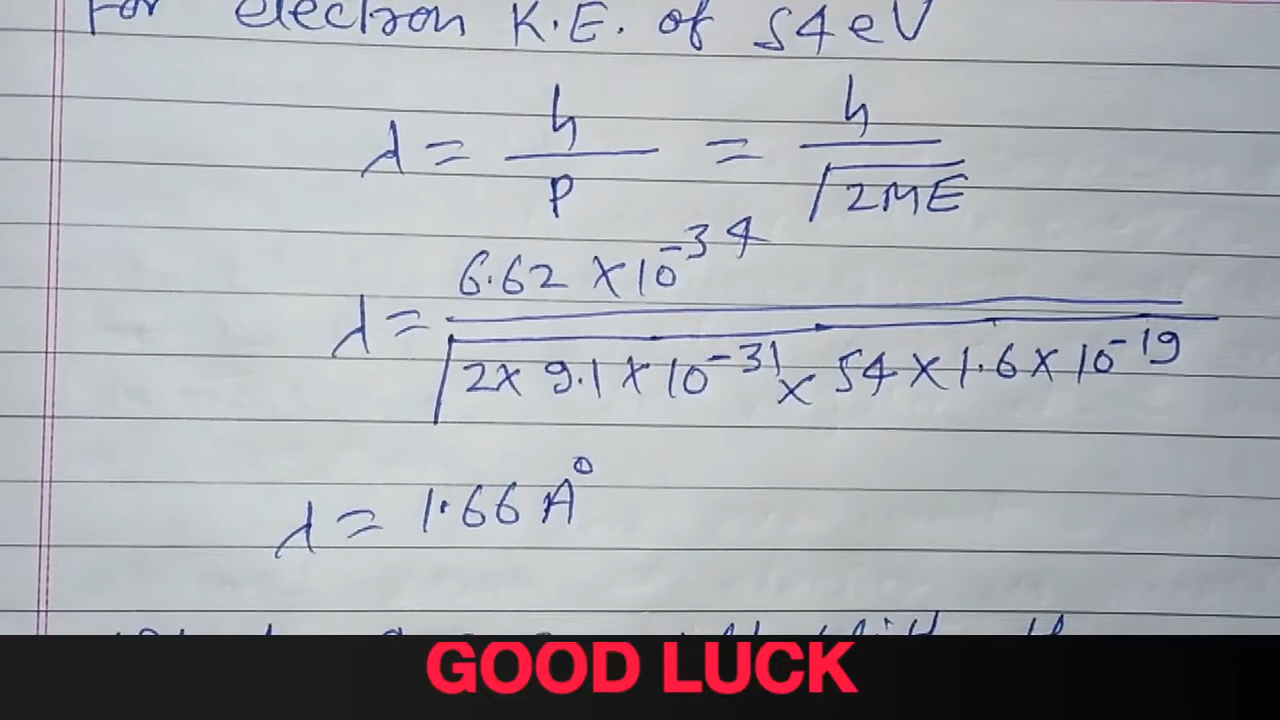 For electron K.E. of 54eV
λ = h/P = h/√2ME
λ = 6.62 × 10^-34 / √2× 9.1 × 10^-31 × 54 × 1.6 × 10^-19
λ = 1.66 A°
GOOD LUCK